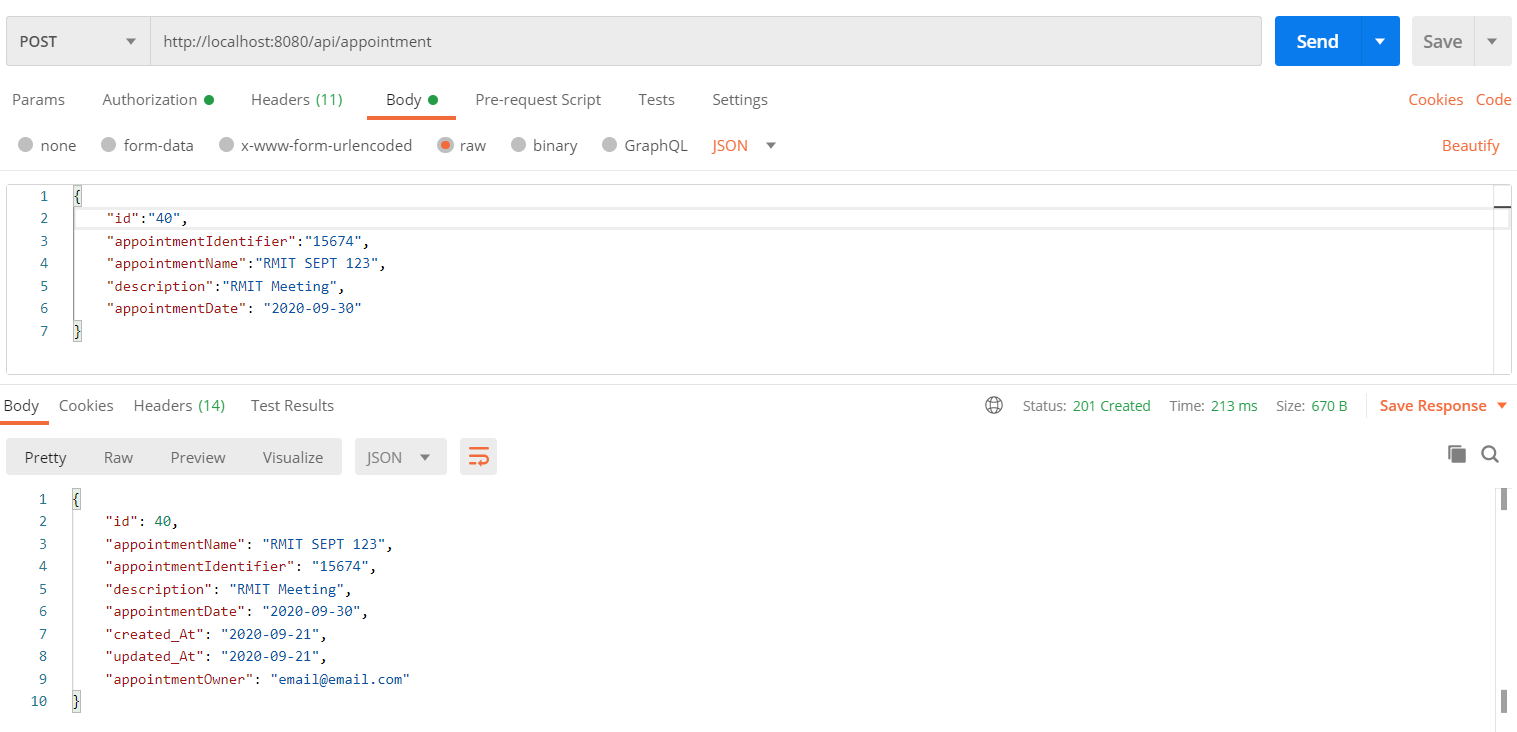 POST http://localhost:8080/api/appointment Send Save
Params Authorization Headers (11) Body Pre-request Script Tests Settings Cookies Code
none form-data x-www-form-urlencoded raw binary GraphQL JSON Beautify
1 {
2 "id":"40",
3 "appointmentIdentifier":"15674",
4 "appointmentName":"RMIT SEPT 123",
5 "description":"RMIT Meeting",
6 "appointmentDate": "2020-09-30"
7 }
Body Cookies Headers (14) Test Results Status: 201 Created Time: 213 ms Size: 670 B Save Response
Pretty Raw Preview Visualize JSON
1 {
2 "id": 40,
3 "appointmentName": "RMIT SEPT 123",
4 "appointmentIdentifier": "15674",
5 "description": "RMIT Meeting",
6 "appointmentDate": "2020-09-30",
7 "created_At": "2020-09-21",
8 "updated_At": "2020-09-21",
9 "appointmentOwner": "email@email.com"
10 }